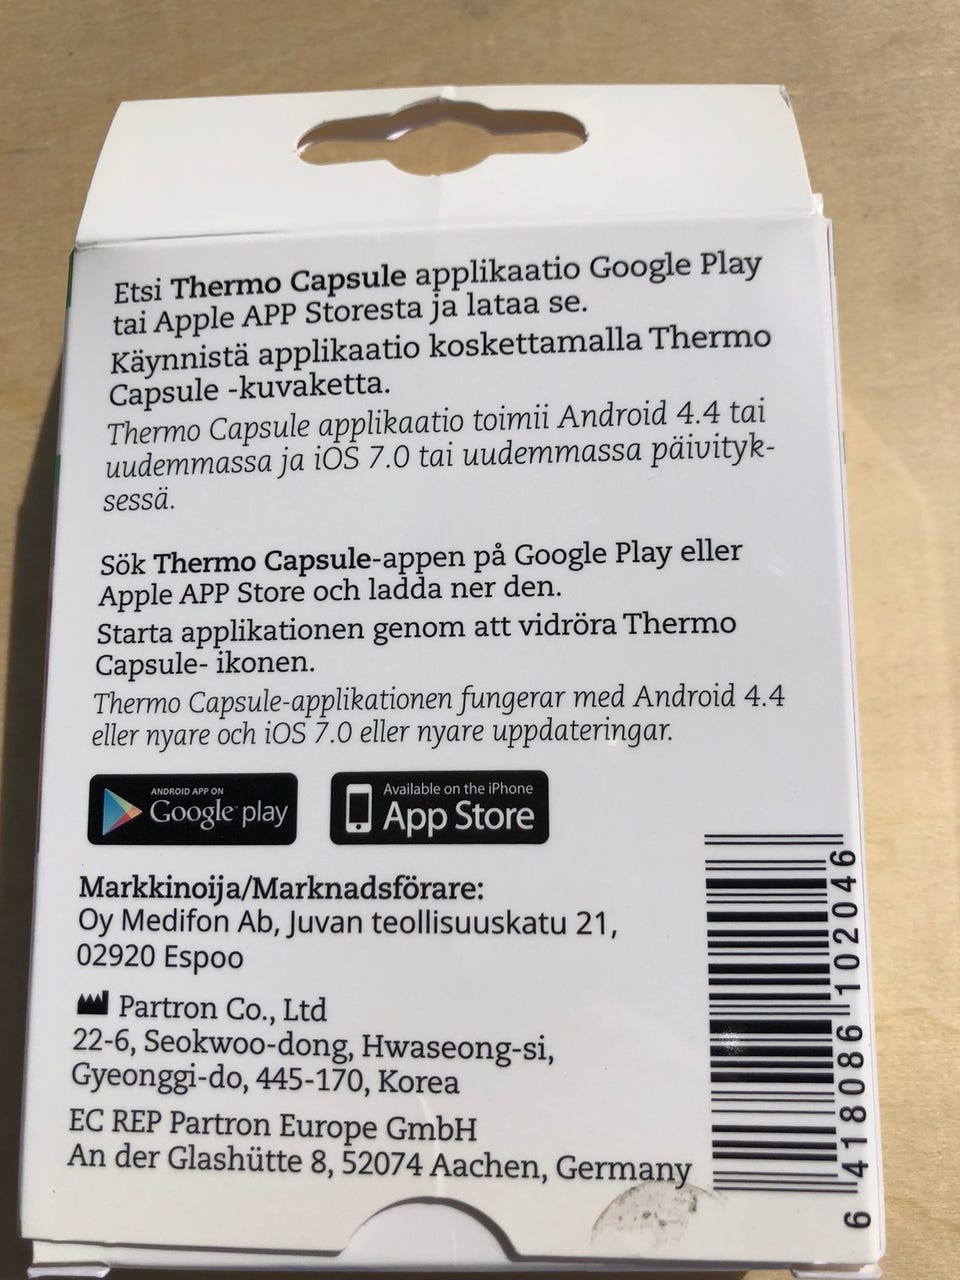 Etsi Thermo Capsule applikaatio Google Play
tai Apple APP Storesta ja lataa se.
Käynnistä applikaatio koskettamalla Thermo
Capsule -kuvaketta.
Thermo Capsule applikaatio toimii Android 4.4 tai
uudemmassa ja iOS 7.0 tai uudemmassa päivityk-
sessä.
Sök Thermo Capsule-appen på Google Play eller
Apple APP Store och ladda ner den.
Starta applikationen genom att vidröra Thermo
Capsule- ikonen.
Thermo Capsule-applikationen fungerar med Android 4.4
eller nyare och iOS 7.0 eller nyare uppdateringar.
ANDROID APP ON
Google play
Available on the iPhone
App Store
Markkinoija/Marknadsförare:
Oy Medifon Ab, Juvan teollisuuskatu 21,
02920 Espoo
Partron Co., Ltd
22-6, Seokwoo-dong, Hwaseong-si,
Gyeonggi-do, 445-170, Korea
EC REP Partron Europe GmbH
An der Glashütte 8, 52074 Aachen, Germany
6 418086 102046